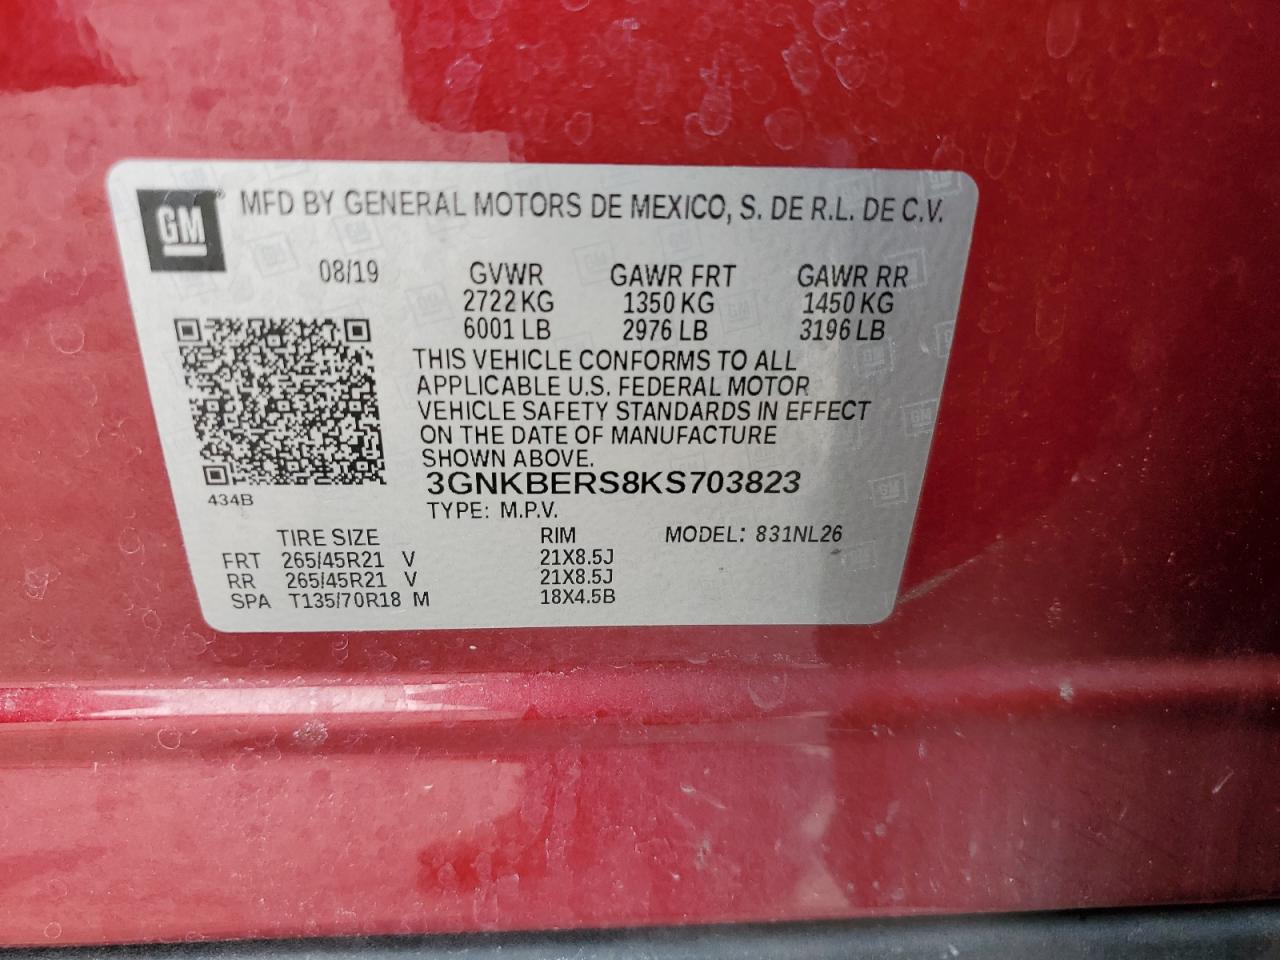 GM MFD BY GENERAL MOTORS DE MEXICO, S. DE R.L. DE C.V.
08/19 GVWR GAWR FRT GAWR RR
2722 KG 1350 KG 1450 KG
6001 LB 2976 LB 3196 LB
THIS VEHICLE CONFORMS TO ALL
APPLICABLE U.S. FEDERAL MOTOR
VEHICLE SAFETY STANDARDS IN EFFECT
ON THE DATE OF MANUFACTURE
SHOWN ABOVE.
3GNKBERS8KS703823
434B
TYPE: M.P.V.
TIRE SIZE RIM MODEL: 831NL26
FRT 265/45R21 V 21X8.5J
RR 265/45R21 V 21X8.5J
SPA T135/70R18 M 18X4.5B